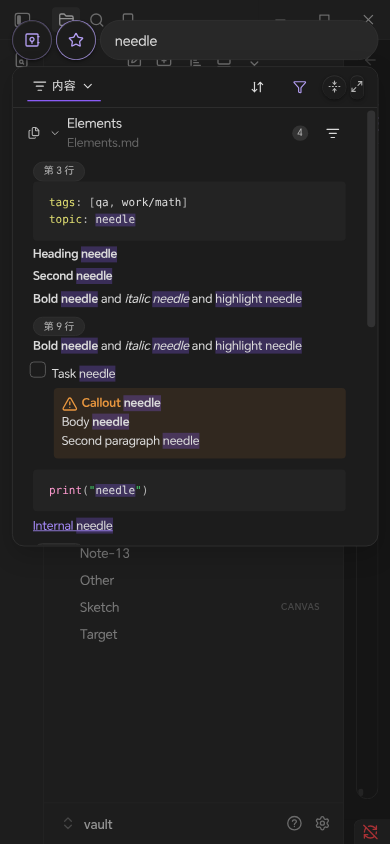 needle
内容
Elements
4
Elements.md
第 3 行
tags: [qa, work/math]
topic: needle
Heading needle
Second needle
Bold needle and italic needle and highlight needle
第 9 行
Bold needle and italic needle and highlight needle
Task needle
Callout needle
Body needle
Second paragraph needle
print("needle")
Internal needle
Note-13
Other
Sketch CANVAS
Target
vault